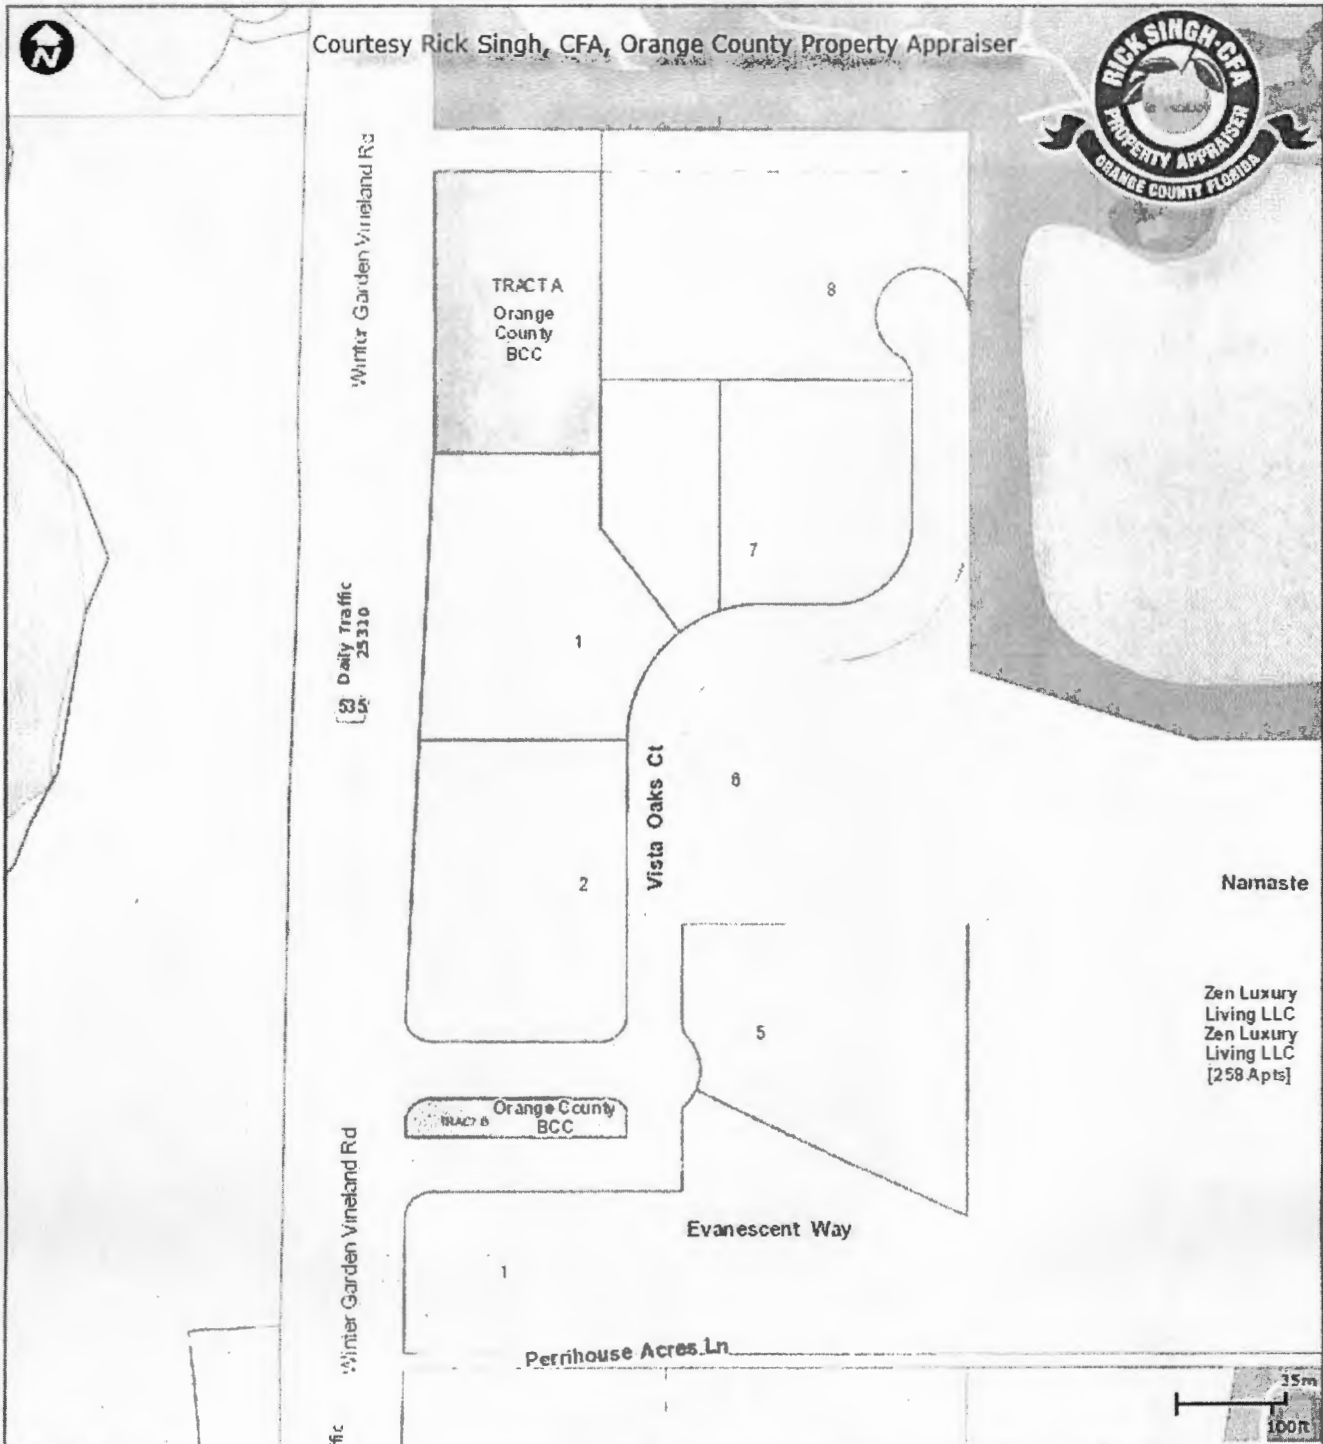 N
Courtesy Rick Singh, CFA, Orange County Property Appraiser
RICK SINGH·CFA
PROPERTY APPRAISER
ORANGE COUNTY FLORIDA
Winter Garden Vineland Rd
TRACT A
Orange
County
BCC
8
7
1
Daily Traffic
25310
535
Vista Oaks Ct
6
2
Namaste
Zen Luxury
Living LLC
Zen Luxury
Living LLC
[258 Apts]
5
TRACT B
Orange County
BCC
Winter Garden Vineland Rd
Evanescent Way
1
Perrihouse Acres Ln
35m
100ft